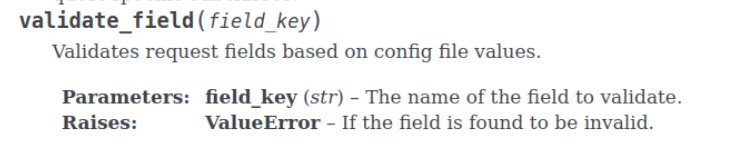 validate_field(field_key)
Validates request fields based on config file values.
Parameters: field_key (str) – The name of the field to validate.
Raises: ValueError – If the field is found to be invalid.